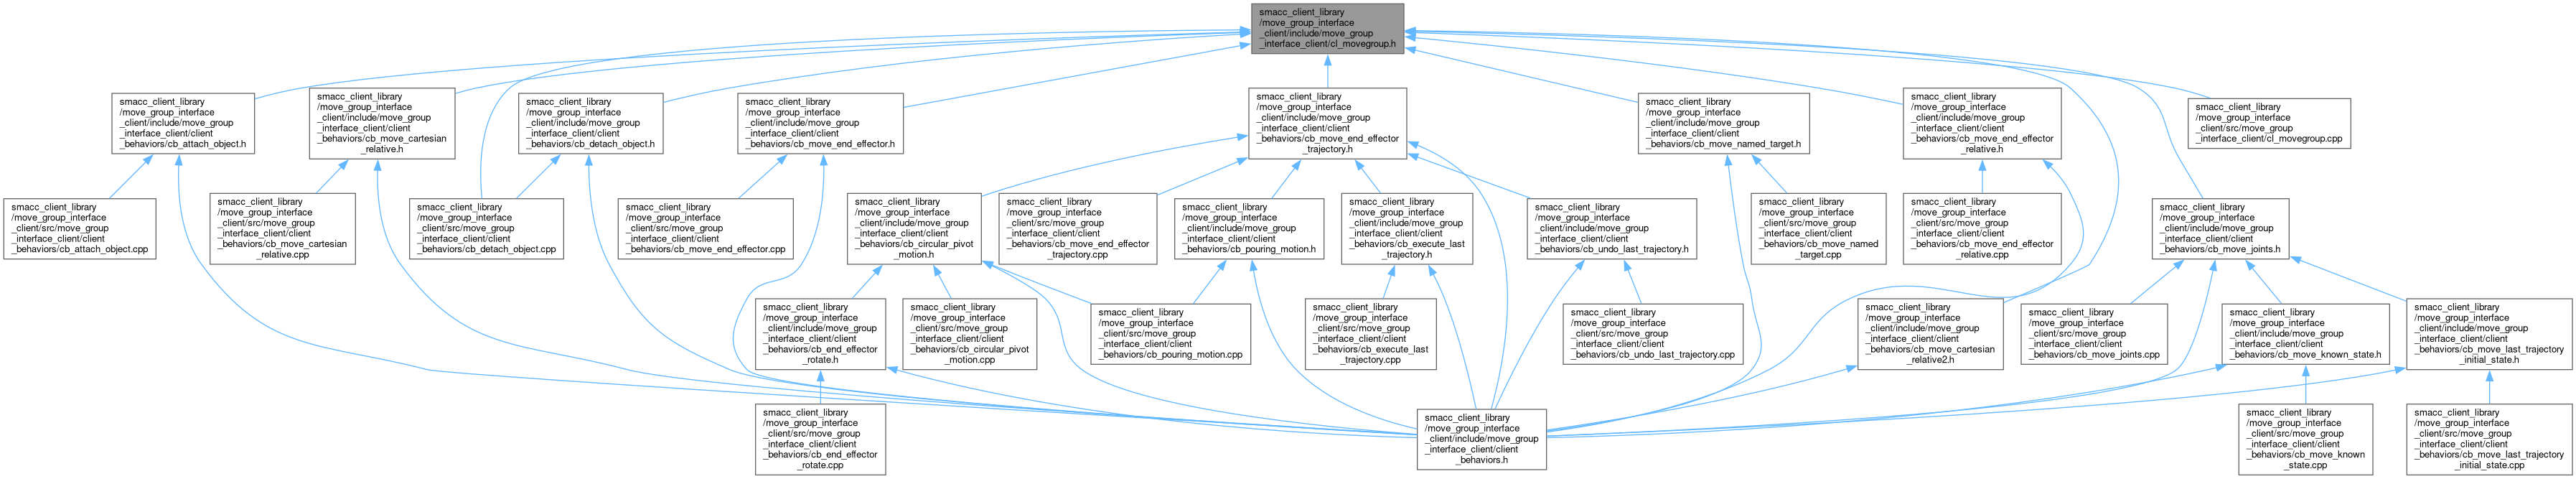 smacc_client_library
/move_group_interface
_client/include/move_group
_interface_client/cl_movegroup.h
smacc_client_library
/move_group_interface
_client/include/move_group
_interface_client/client
_behaviors/cb_attach_object.h
smacc_client_library
/move_group_interface
_client/include/move_group
_interface_client/client
_behaviors/cb_move_cartesian
_relative.h
smacc_client_library
/move_group_interface
_client/include/move_group
_interface_client/client
_behaviors/cb_detach_object.h
smacc_client_library
/move_group_interface
_client/include/move_group
_interface_client/client
_behaviors/cb_move_end_effector.h
smacc_client_library
/move_group_interface
_client/include/move_group
_interface_client/client
_behaviors/cb_move_end_effector
_trajectory.h
smacc_client_library
/move_group_interface
_client/include/move_group
_interface_client/client
_behaviors/cb_move_named_target.h
smacc_client_library
/move_group_interface
_client/include/move_group
_interface_client/client
_behaviors/cb_move_end_effector
_relative.h
smacc_client_library
/move_group_interface
_client/src/move_group
_interface_client/cl_movegroup.cpp
smacc_client_library
/move_group_interface
_client/src/move_group
_interface_client/client
_behaviors/cb_attach_object.cpp
smacc_client_library
/move_group_interface
_client/src/move_group
_interface_client/client
_behaviors/cb_move_cartesian
_relative.cpp
smacc_client_library
/move_group_interface
_client/src/move_group
_interface_client/client
_behaviors/cb_detach_object.cpp
smacc_client_library
/move_group_interface
_client/src/move_group
_interface_client/client
_behaviors/cb_move_end_effector.cpp
smacc_client_library
/move_group_interface
_client/include/move_group
_interface_client/client
_behaviors/cb_circular_pivot
_motion.h
smacc_client_library
/move_group_interface
_client/src/move_group
_interface_client/client
_behaviors/cb_move_end_effector
_trajectory.cpp
smacc_client_library
/move_group_interface
_client/include/move_group
_interface_client/client
_behaviors/cb_pouring_motion.h
smacc_client_library
/move_group_interface
_client/include/move_group
_interface_client/client
_behaviors/cb_execute_last
_trajectory.h
smacc_client_library
/move_group_interface
_client/include/move_group
_interface_client/client
_behaviors/cb_undo_last_trajectory.h
smacc_client_library
/move_group_interface
_client/src/move_group
_interface_client/client
_behaviors/cb_move_named
_target.cpp
smacc_client_library
/move_group_interface
_client/src/move_group
_interface_client/client
_behaviors/cb_move_end_effector
_relative.cpp
smacc_client_library
/move_group_interface
_client/include/move_group
_interface_client/client
_behaviors/cb_move_joints.h
smacc_client_library
/move_group_interface
_client/include/move_group
_interface_client/client
_behaviors/cb_end_effector
_rotate.h
smacc_client_library
/move_group_interface
_client/src/move_group
_interface_client/client
_behaviors/cb_circular_pivot
_motion.cpp
smacc_client_library
/move_group_interface
_client/src/move_group
_interface_client/client
_behaviors/cb_pouring_motion.cpp
smacc_client_library
/move_group_interface
_client/src/move_group
_interface_client/client
_behaviors/cb_execute_last
_trajectory.cpp
smacc_client_library
/move_group_interface
_client/src/move_group
_interface_client/client
_behaviors/cb_undo_last_trajectory.cpp
smacc_client_library
/move_group_interface
_client/include/move_group
_interface_client/client
_behaviors/cb_move_cartesian
_relative2.h
smacc_client_library
/move_group_interface
_client/src/move_group
_interface_client/client
_behaviors/cb_move_joints.cpp
smacc_client_library
/move_group_interface
_client/include/move_group
_interface_client/client
_behaviors/cb_move_known_state.h
smacc_client_library
/move_group_interface
_client/include/move_group
_interface_client/client
_behaviors/cb_move_last_trajectory
_initial_state.h
smacc_client_library
/move_group_interface
_client/src/move_group
_interface_client/client
_behaviors/cb_end_effector
_rotate.cpp
smacc_client_library
/move_group_interface
_client/include/move_group
_interface_client/client
_behaviors.h
smacc_client_library
/move_group_interface
_client/src/move_group
_interface_client/client
_behaviors/cb_move_known
_state.cpp
smacc_client_library
/move_group_interface
_client/src/move_group
_interface_client/client
_behaviors/cb_move_last_trajectory
_initial_state.cpp